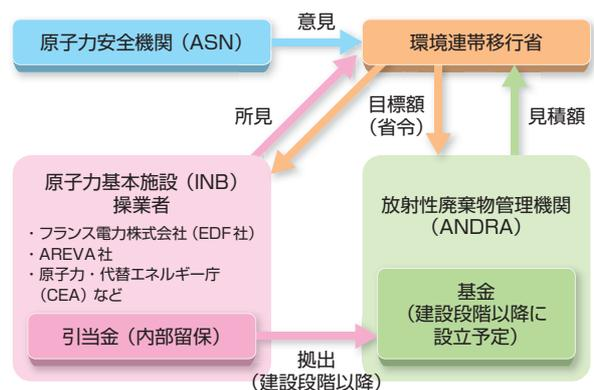 原子力安全機関（ASN）
意見
環境連帯移行省
所見
目標額
（省令）
見積額
原子力基本施設（INB）
操業者
・フランス電力株式会社（EDF社）
・AREVA社
・原子力・代替エネルギー庁
（CEA）など
引当金（内部留保）
放射性廃棄物管理機関
（ANDRA）
基金
（建設段階以降に
設立予定）
拠出
（建設段階以降）